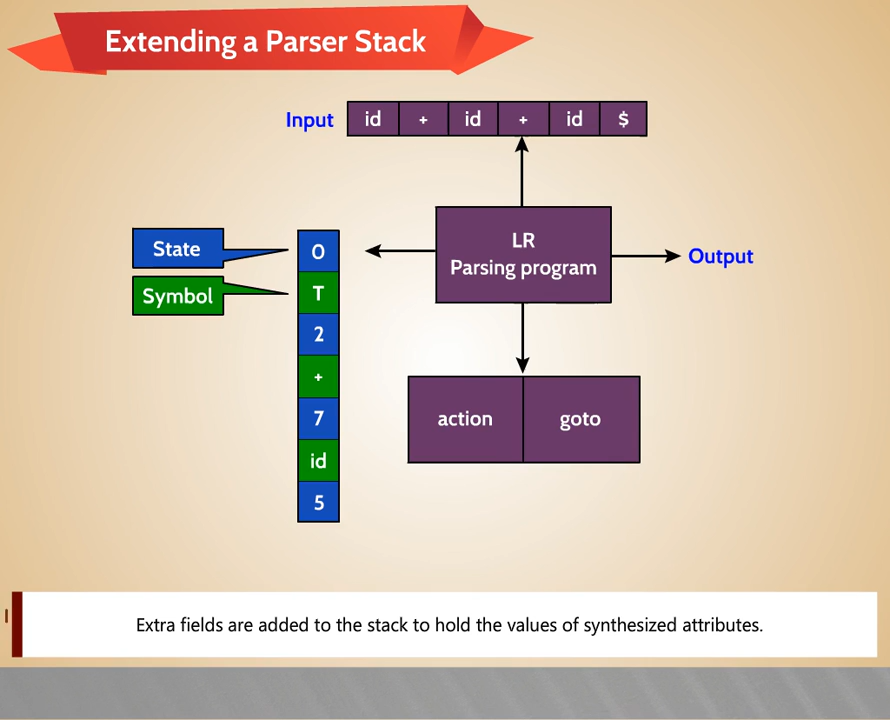 Extending a Parser Stack
Input
id + id + id $
State
Symbol
0
T
2
+
7
id
5
LR
Parsing program
Output
action goto
Extra fields are added to the stack to hold the values of synthesized attributes.